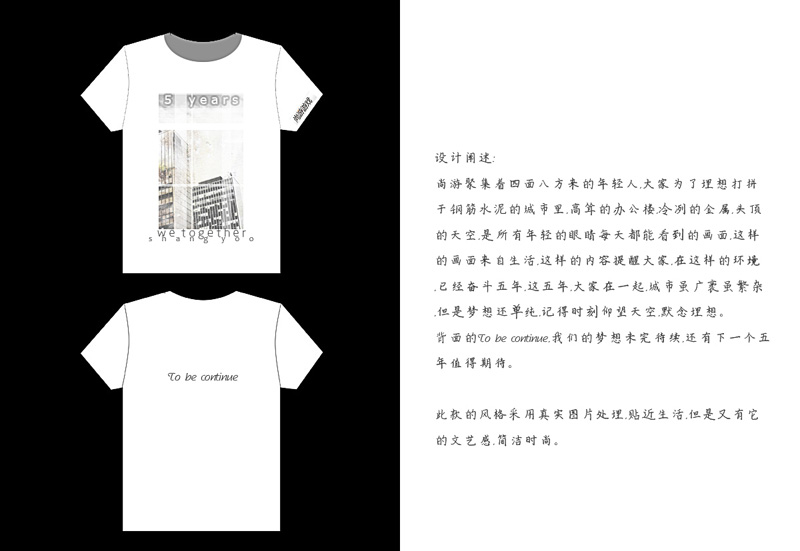 5 years
we together
shangyoo
尚游游戏
To be continue
设计阐述:
尚游聚集着四面八方来的年轻人,大家为了理想打拼
于钢筋水泥的城市里,高耸的办公楼,冷冽的金属,头顶
的天空,是所有年轻的眼睛每天都能看到的画面,这样
的画面来自生活,这样的内容提醒大家,在这样的环境
,已经奋斗五年,这五年,大家在一起,城市虽广袤虽繁杂
,但是梦想还单纯,记得时刻仰望天空,默念理想。
背面的To be continue,我们的梦想未完待续,还有下一个五
年值得期待。
此款的风格采用真实图片处理,贴近生活,但是又有它
的文艺感,简洁时尚。